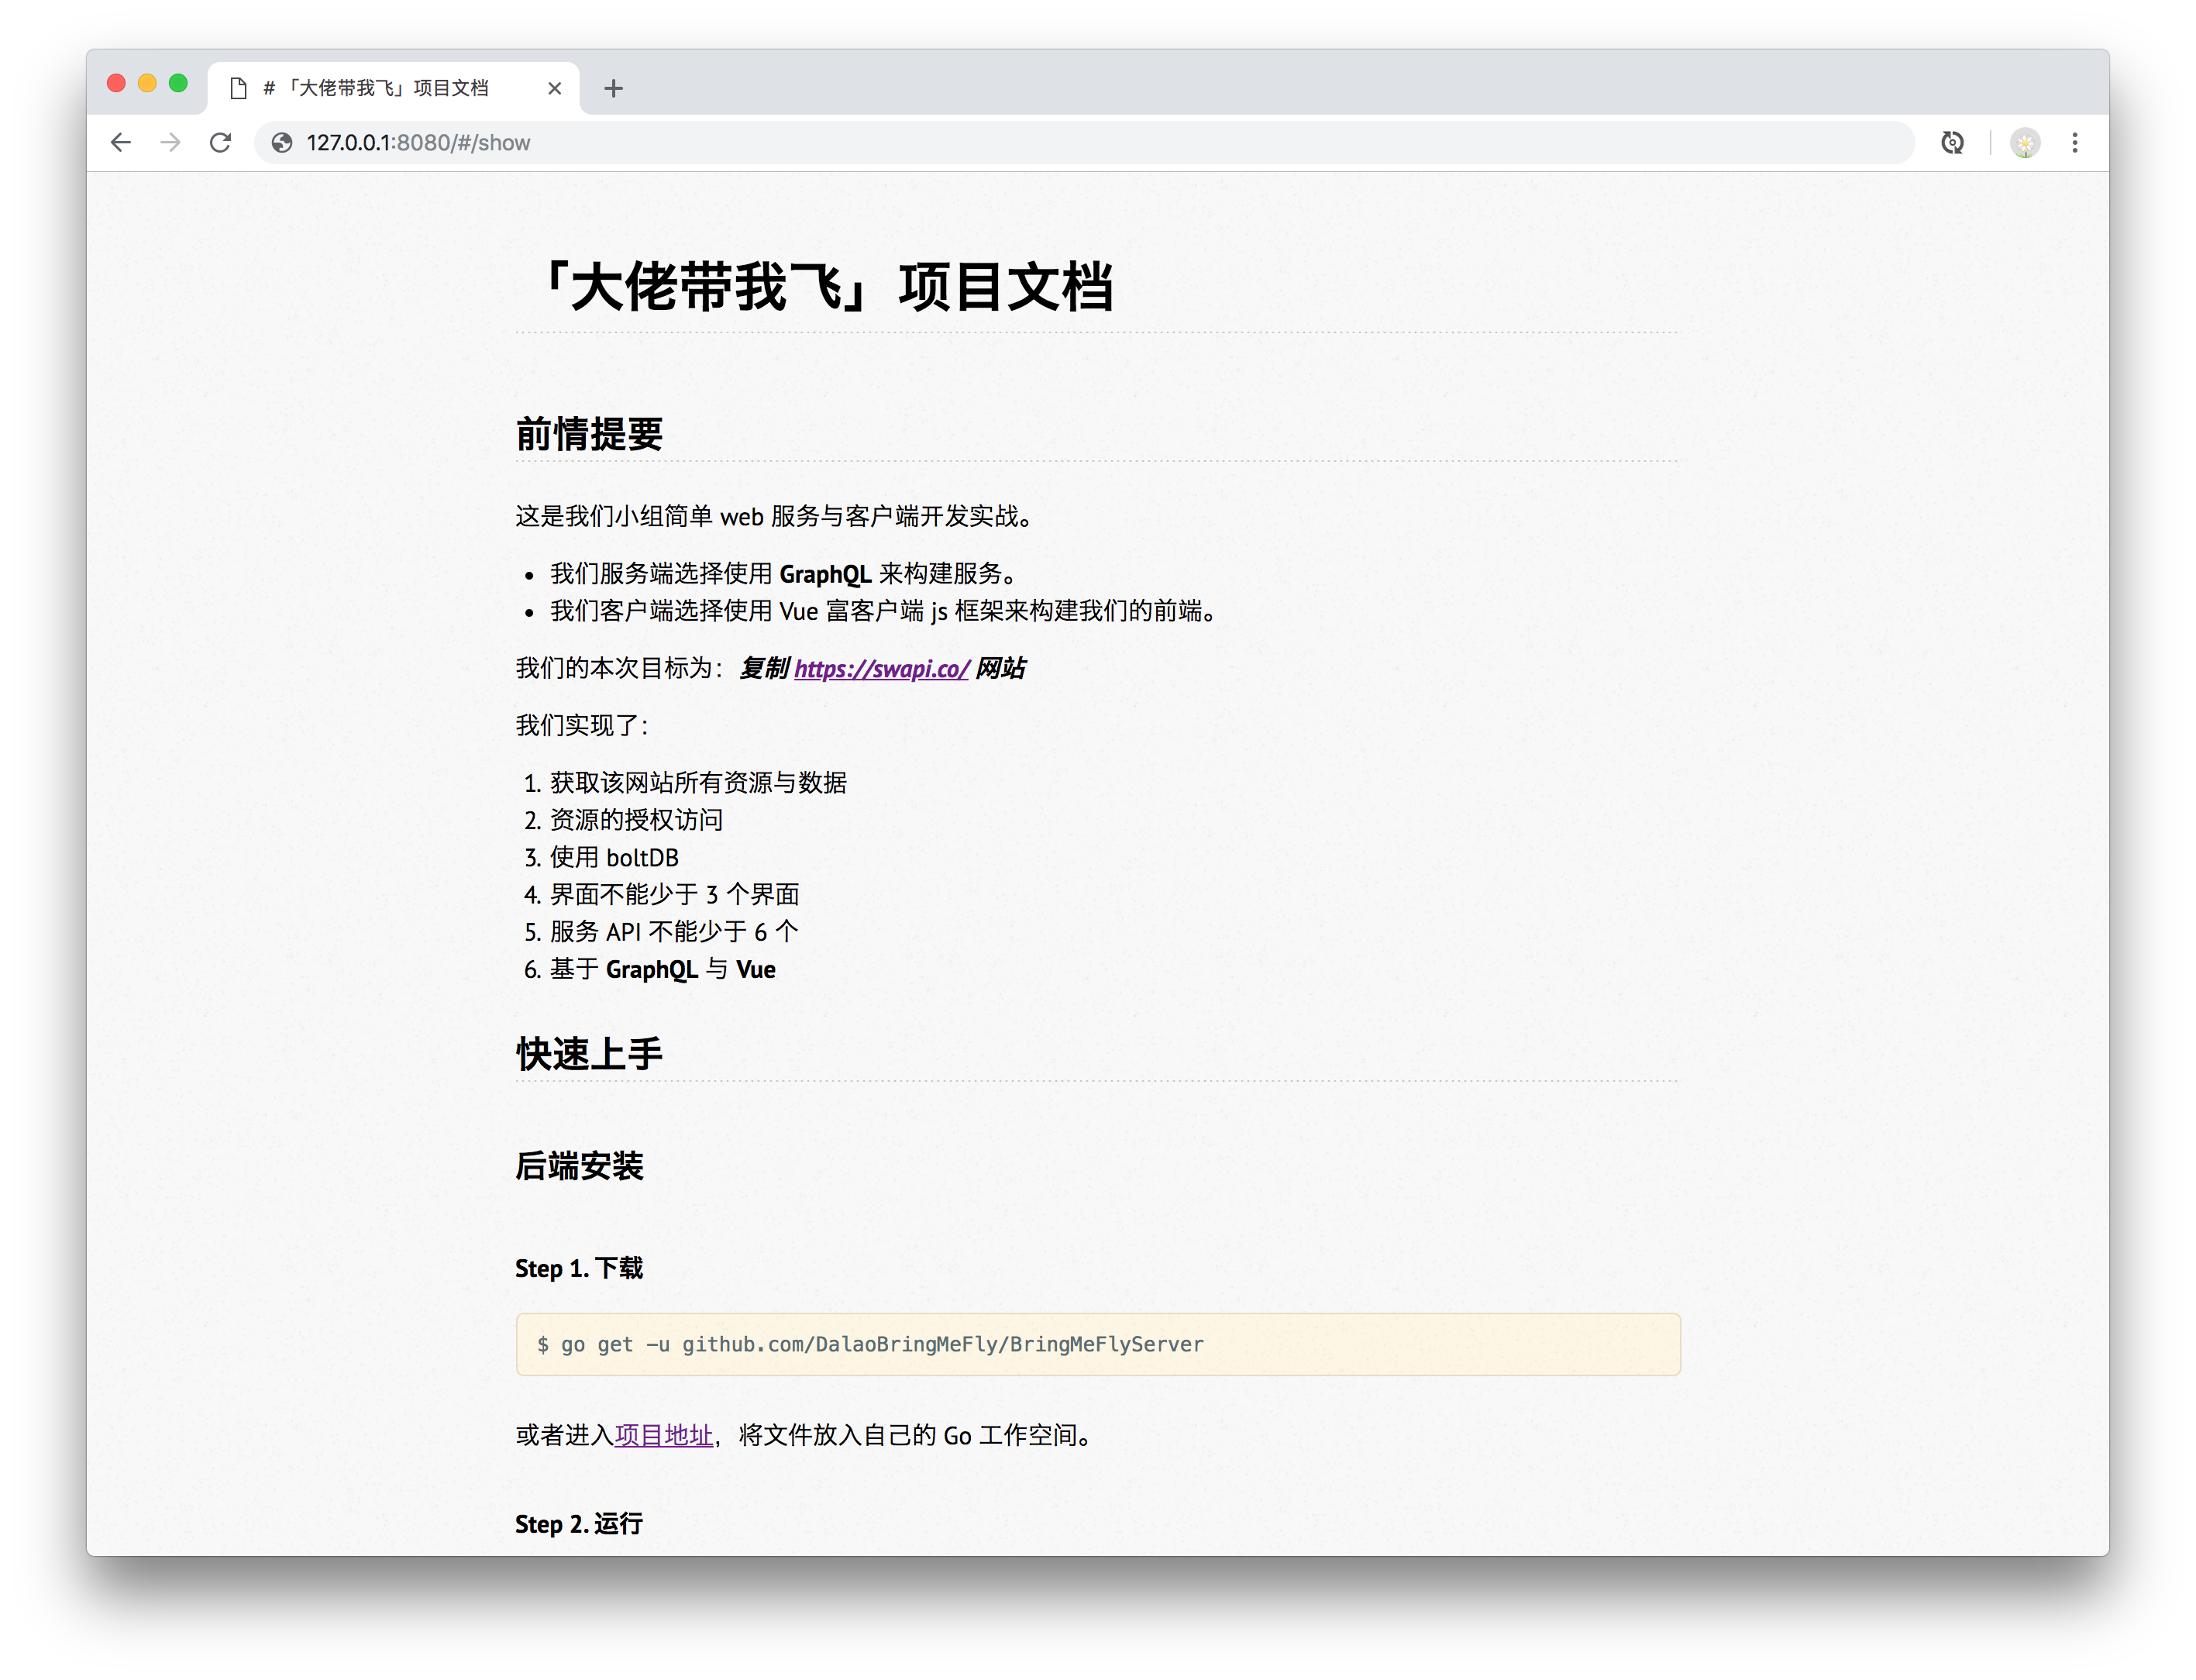 # 「大佬带我飞」项目文档
127.0.0.1:8080/#/show
「大佬带我飞」项目文档
前情提要
这是我们小组简单 web 服务与客户端开发实战。
• 我们服务端选择使用 GraphQL 来构建服务。
• 我们客户端选择使用 Vue 富客户端 js 框架来构建我们的前端。
我们的本次目标为：复制 https://swapi.co/ 网站
我们实现了：
1. 获取该网站所有资源与数据
2. 资源的授权访问
3. 使用 boltDB
4. 界面不能少于 3 个界面
5. 服务 API 不能少于 6 个
6. 基于 GraphQL 与 Vue
快速上手
后端安装
Step 1. 下载
$ go get -u github.com/DalaoBringMeFly/BringMeFlyServer
或者进入项目地址，将文件放入自己的 Go 工作空间。
Step 2. 运行